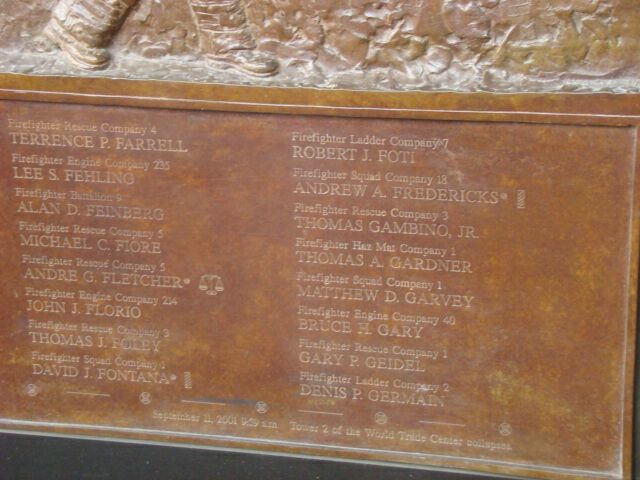 Firefighter Rescue Company 4
TERRENCE P. FARRELL
Firefighter Engine Company 235
LEE S. FEHLING
Firefighter Battalion 9
ALAN D. FEINBERG
Firefighter Rescue Company 5
MICHAEL C. FIORE
Firefighter Rescue Company 5
ANDRE G. FLETCHER*
Firefighter Engine Company 214
JOHN J. FLORIO
Firefighter Rescue Company 3
THOMAS J. FOLEY
Firefighter Squad Company 1
DAVID J. FONTANA*
Firefighter Ladder Company 7
ROBERT J. FOTI
Firefighter Squad Company 18
ANDREW A. FREDERICKS*
Firefighter Rescue Company 3
THOMAS GAMBINO, JR.
Firefighter Haz Mat Company 1
THOMAS A. GARDNER
Firefighter Squad Company 1
MATTHEW D. GARVEY
Firefighter Engine Company 40
BRUCE H. GARY
Firefighter Rescue Company 1
GARY P. GEIDEL
Firefighter Ladder Company 2
DENIS P. GERMAIN
September 11, 2001 9:59 a.m. Tower 2 of the World Trade Center collapses.